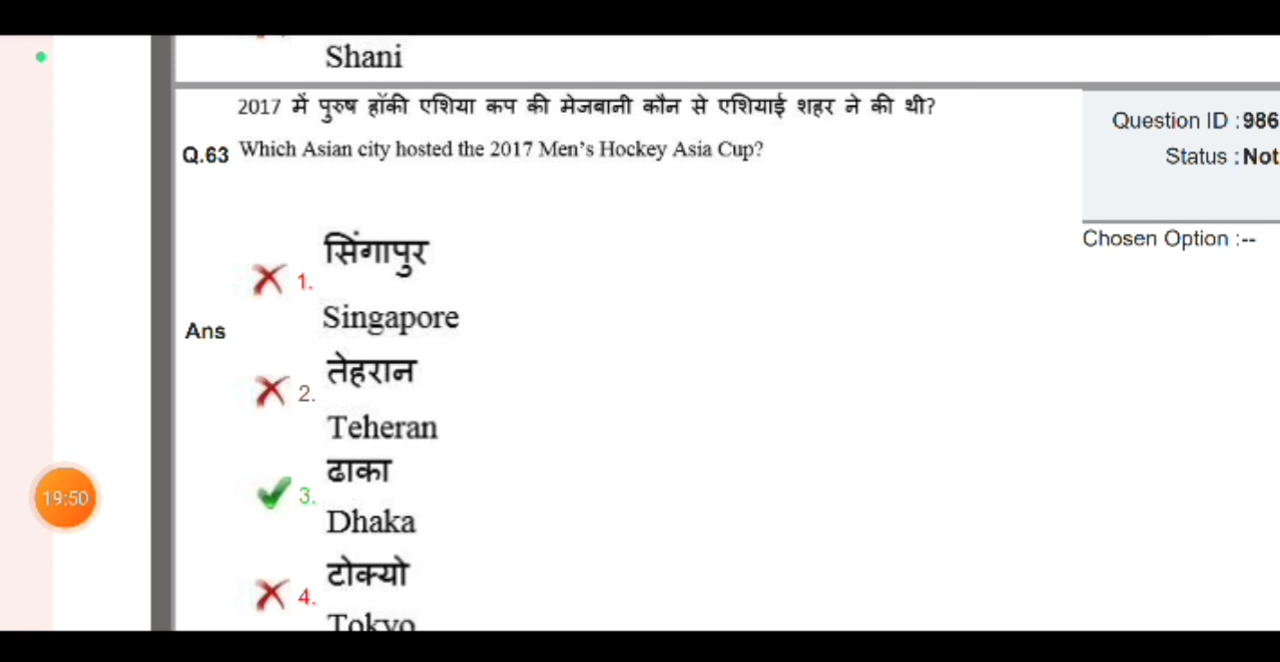 Shani
2017 में पुरुष हॉकी एशिया कप की मेजबानी कौन से एशियाई शहर ने की थी?
Q.63 Which Asian city hosted the 2017 Men's Hockey Asia Cup?
Question ID : 986
Status : Not
Chosen Option :--
Ans
1. सिंगापुर
Singapore
2. तेहरान
Teheran
3. ढाका
Dhaka
4. टोक्यो
Tokyo
19:50